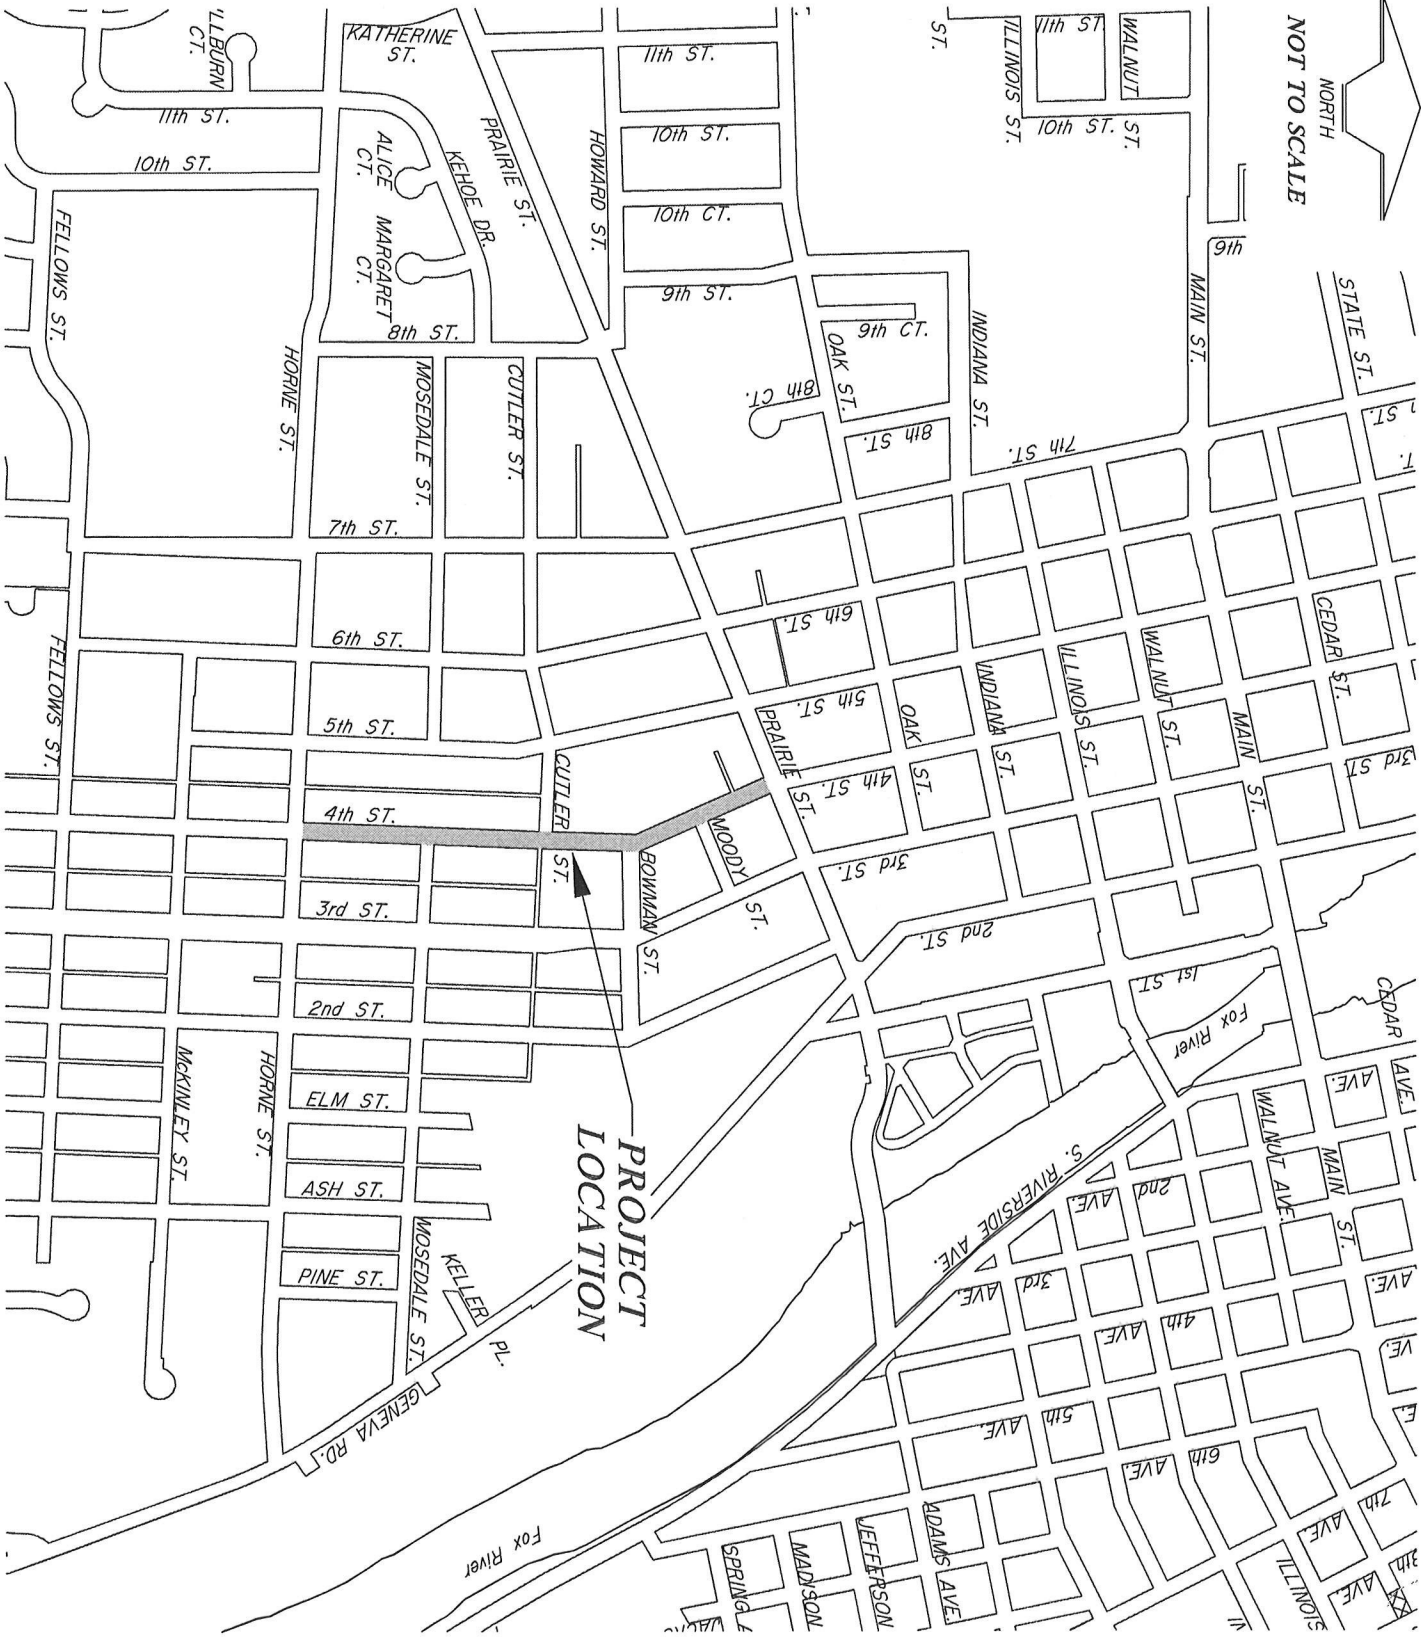 NORTH
NOT TO SCALE
KATHERINE
ST.
11th ST.
11th ST.
WALNUT
ST.
ILLINOIS ST.
ST.
10th ST.
CT.
11th ST.
10th ST.
ALICE
CT.
KEHOE DR.
PRAIRIE ST.
HOWARD ST.
10th ST.
10th CT.
9th ST.
MARGARET
CT.
8th ST.
FELLOWS ST.
HORNE ST.
MOSEDALE ST.
CUTLER ST.
9th CT.
OAK ST.
8th CT.
8th
ST.
INDIANA ST.
MAIN ST.
STATE ST.
7th ST.
7th ST.
6th ST.
6th
ST.
5th ST.
5th
ST.
4th ST.
4th
ST.
3rd ST.
3rd
ST.
3rd ST
2nd ST.
2nd
ST.
1st
ST.
FELLOWS ST.
CUTLER
ST.
BOWMAN ST.
MOODY
ST.
PRAIRIE ST.
OAK
ST.
INDIANA ST.
ILLINOIS ST.
WALNUT ST.
MAIN
ST.
CEDAR ST.
CEDAR
AVE.
AVE.
Fox River
WALNUT AVE.
MAIN
ST.
S. RIVERSIDE AVE.
2nd
AVE.
3rd
AVE.
4th
AVE.
5th
AVE.
6th
AVE.
7th
AVE.
AVE.
AVE.
ILLINOIS
ELM ST.
ASH ST.
PINE ST.
McKINLEY ST.
HORNE ST.
MOSEDALE ST.
KELLER
PL.
GENEVA RD.
PROJECT
LOCATION
Fox River
SPRING
MADISON
JEFFERSON
ADAMS AVE.